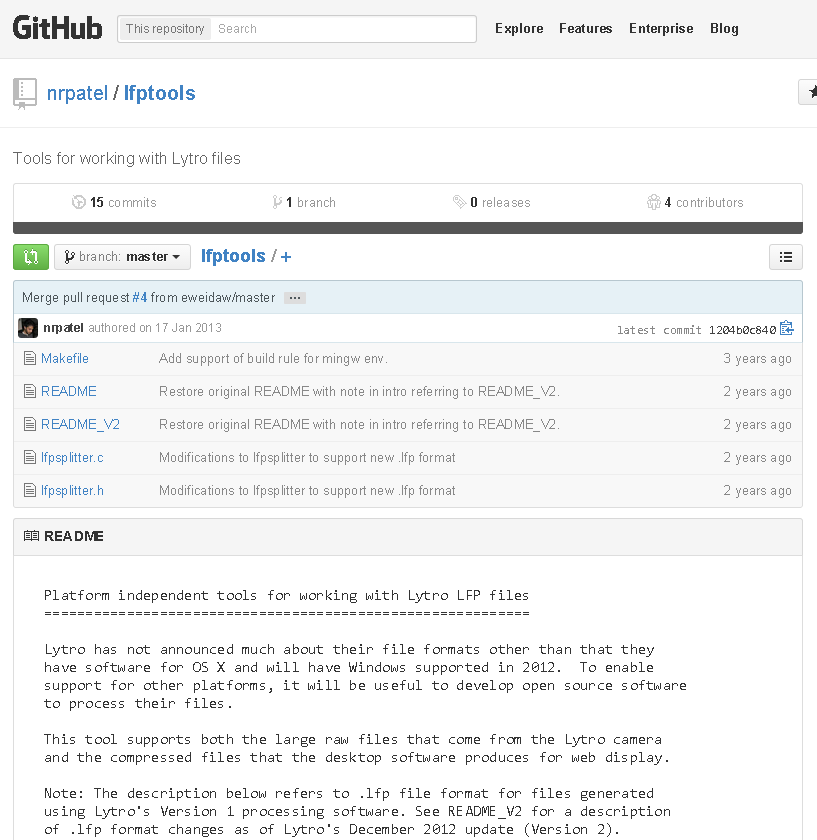 GitHub This repository Search Explore Features Enterprise Blog
nrpatel / lfptools
Tools for working with Lytro files
15 commits 1 branch 0 releases 4 contributors
branch: master lfptools / +
Merge pull request #4 from eweidaw/master ...
nrpatel authored on 17 Jan 2013 latest commit 1204b0c840
Makefile Add support of build rule for mingw env. 3 years ago
README Restore original README with note in intro referring to README_V2. 2 years ago
README_V2 Restore original README with note in intro referring to README_V2. 2 years ago
lfpsplitter.c Modifications to lfpsplitter to support new .lfp format 2 years ago
lfpsplitter.h Modifications to lfpsplitter to support new .lfp format 2 years ago
README
Platform independent tools for working with Lytro LFP files
===========================================================
Lytro has not announced much about their file formats other than that they
have software for OS X and will have Windows supported in 2012.  To enable
support for other platforms, it will be useful to develop open source software
to process their files.
This tool supports both the large raw files that come from the Lytro camera
and the compressed files that the desktop software produces for web display.
Note: The description below refers to .lfp file format for files generated
using Lytro's Version 1 processing software. See README_V2 for a description
of .lfp format changes as of Lytro's December 2012 update (Version 2).